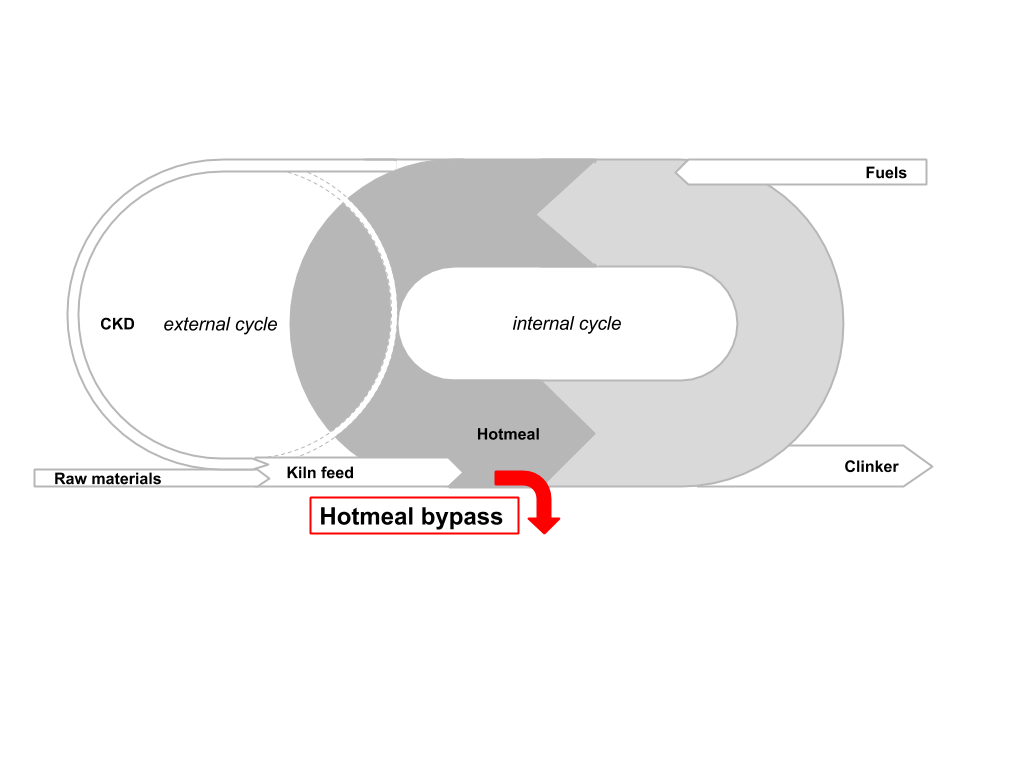 Fuels
CKD
external cycle
internal cycle
Hotmeal
Clinker
Kiln feed
Raw materials
Hotmeal bypass